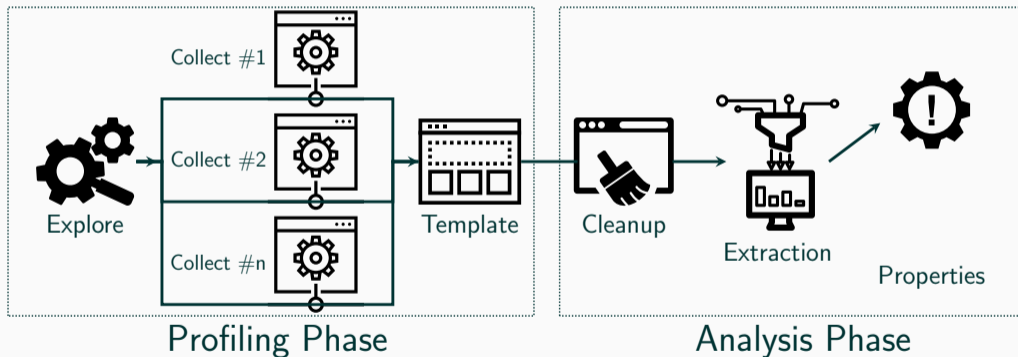 Collect #1
Collect #2
Collect #n
Explore
Template
Cleanup
Extraction
!
Properties
Profiling Phase
Analysis Phase